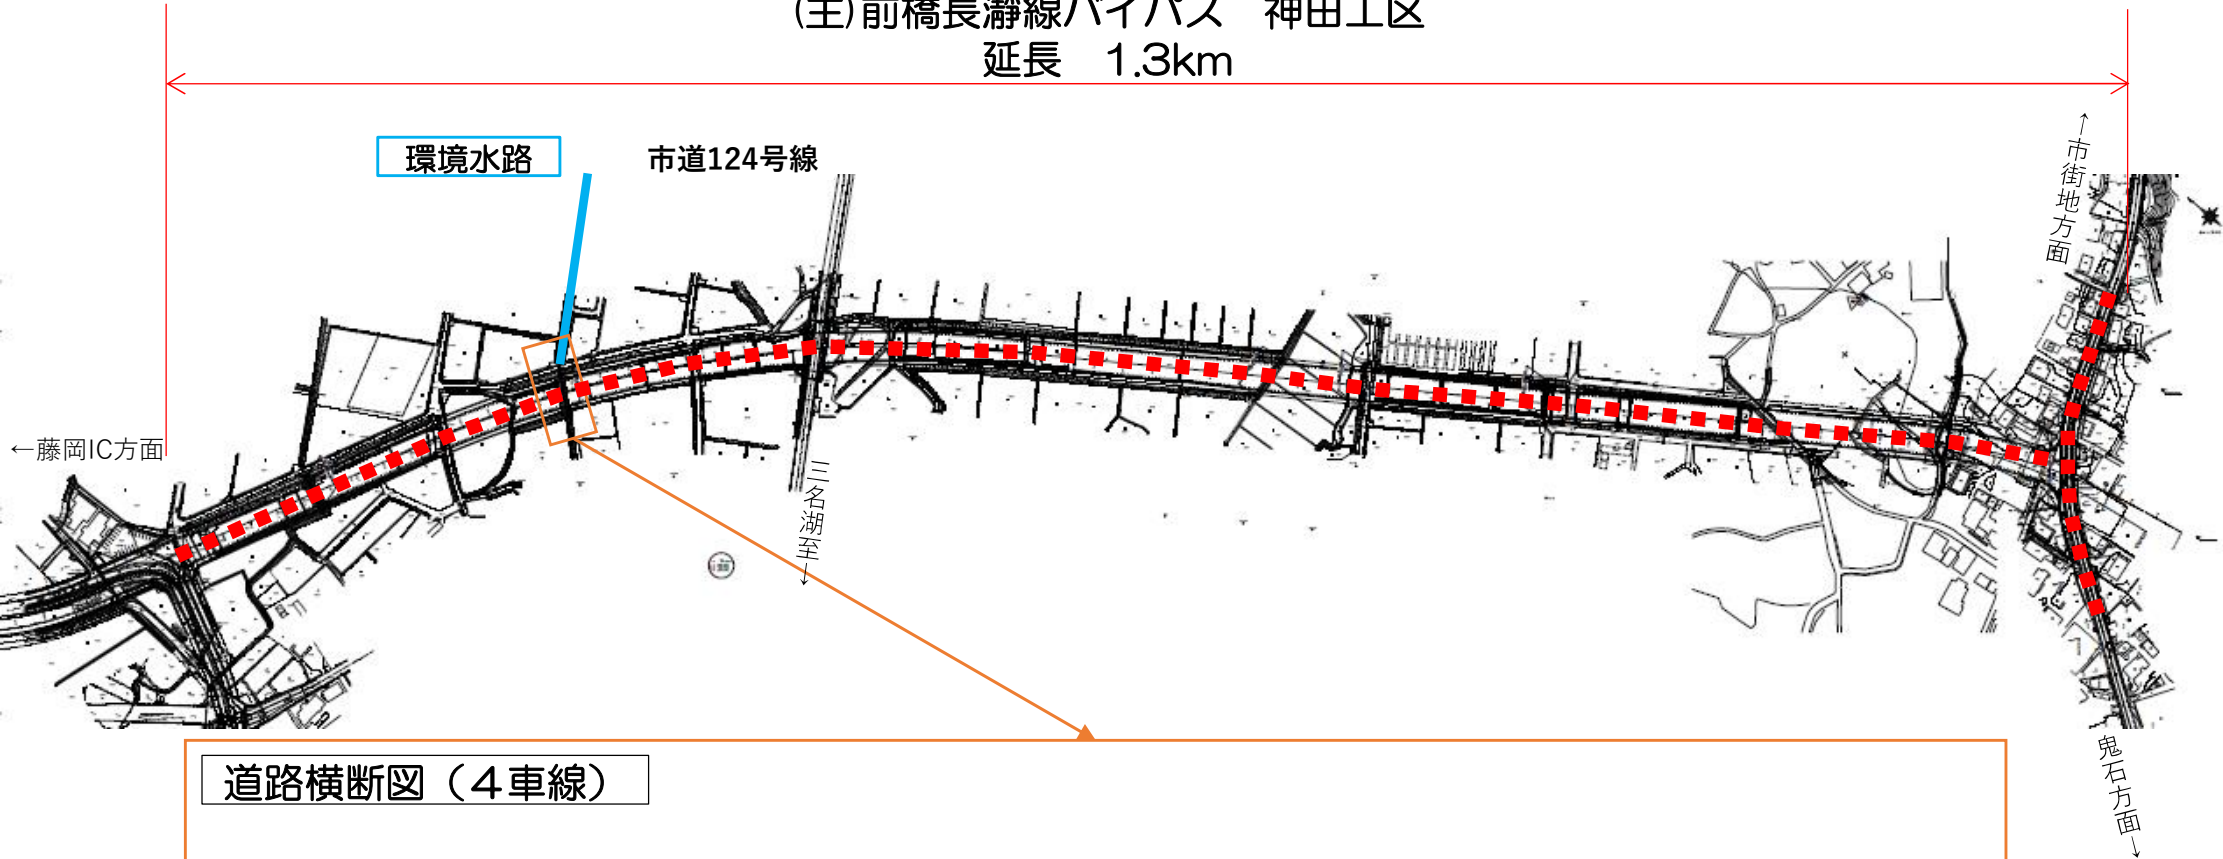 (主)前橋長瀞線バイパス　神田工区
延長　1.3km
環境水路
市道124号線
←市街地方面
←藤岡IC方面
三名湖至→
道路横断図（４車線）
鬼石方面→